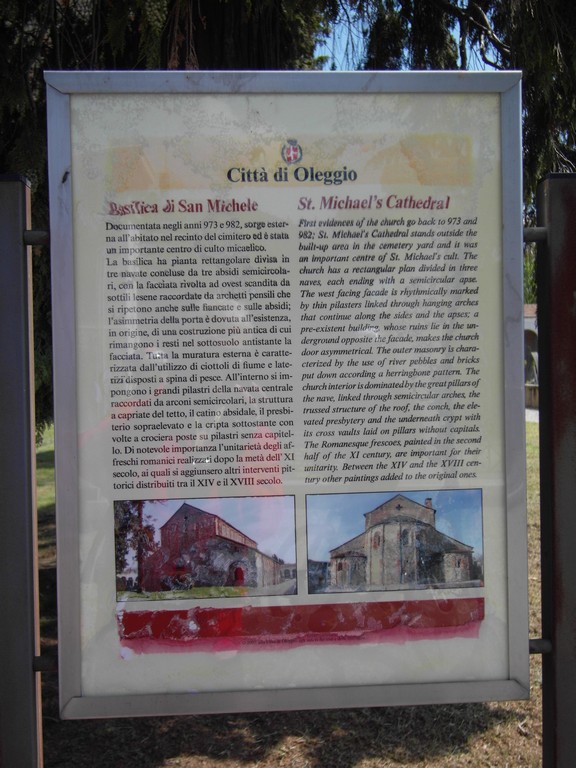 Città di Oleggio
Basilica di San Michele
Documentata negli anni 973 e 982, sorge ester-
na all'abitato nel recinto del cimitero ed è stata
un importante centro di culto micaelico.
La basilica ha pianta rettangolare divisa in
tre navate concluse da tre absidi semicircola-
ri, con la facciata rivolta ad ovest scandita da
sottili lesene raccordate da archetti pensili che
si ripetono anche sulle fiancate e sulle absidi;
l'asimmetria della porta è dovuta all'esistenza,
in origine, di una costruzione più antica di cui
rimangono i resti nel sottosuolo antistante la
facciata. Tutta la muratura esterna è caratte-
rizzata dall'utilizzo di ciottoli di fiume e late-
rizi disposti a spina di pesce. All'interno si im-
pongono i grandi pilastri della navata centrale
raccordati da arconi semicircolari, la struttura
a capriate del tetto, il catino absidale, il presbi-
terio sopraelevato e la cripta sottostante con
volte a crociera poste su pilastri senza capitel-
lo. Di notevole importanza l'unitarietà degli af-
freschi romanici realizzati dopo la metà dell'XI
secolo, ai quali si aggiunsero altri interventi pit-
torici distribuiti tra il XIV e il XVIII secolo.
St. Michael's Cathedral
First evidences of the church go back to 973 and
982; St. Michael's Cathedral stands outside the
built-up area in the cemetery yard and it was
an important centre of St. Michael's cult. The
church has a rectangular plan divided in three
naves, each ending with a semicircular apse.
The west facing facade is rhythmically marked
by thin pilasters linked through hanging arches
that continue along the sides and the apses; a
pre-existent building, whose ruins lie in the un-
derground opposite the facade, makes the church
door asymmetrical. The outer masonry is chara-
cterized by the use of river pebbles and bricks
put down according a herringbone pattern. The
church interior is dominated by the great pillars of
the nave, linked through semicircular arches, the
trussed structure of the roof, the conch, the ele-
vated presbytery and the underneath crypt with
its cross vaults laid on pillars without capitals.
The Romanesque frescoes, painted in the second
half of the XI century, are important for their
unitarity. Between the XIV and the XVIII cen-
tury other paintings added to the original ones.